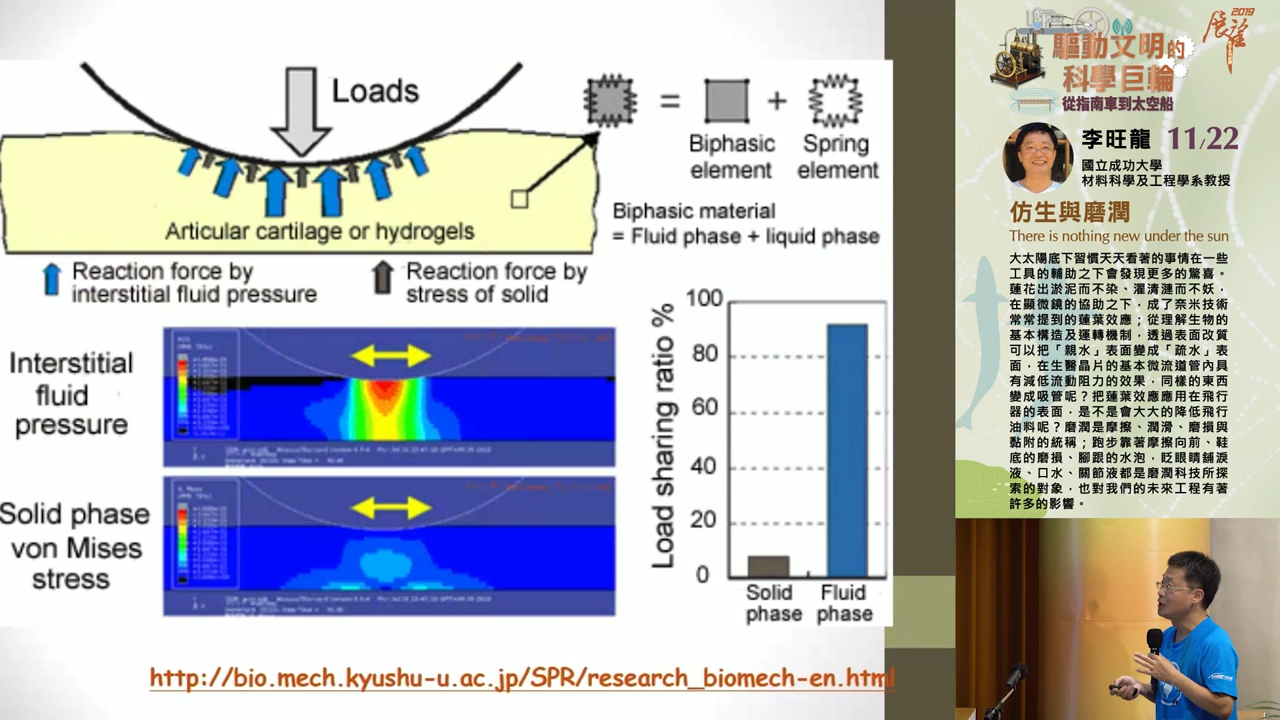 Loads
Articular cartilage or hydrogels
Reaction force by
interstitial fluid pressure
Reaction force by
stress of solid
=
+
Biphasic
element
Spring
element
Biphasic material
= Fluid phase + liquid phase
Interstitial
fluid
pressure
Solid phase
von Mises
stress
Load sharing ratio %
100
80
60
40
20
0
Solid
phase
Fluid
phase
http://bio.mech.kyushu-u.ac.jp/SPR/research_biomech-en.html
2019
展望
驅動文明的
科學巨輪
從指南車到太空船
李旺龍 11/22
國立成功大學
材料科學及工程學系教授
仿生與磨潤
There is nothing new under the sun
大太陽底下習慣天天看著的事情在一些
工具的輔助之下會發現更多的驚喜。
蓮花出淤泥而不染、濯清漣而不妖，
在顯微鏡的協助之下，成了奈米技術
常常提到的蓮葉效應；從理解生物的
基本構造及運轉機制，透過表面改質
可以把「親水」表面變成「疏水」表
面，在生醫晶片的基本微流道管內具
有減低流動阻力的效果，同樣的東西
變成吸管呢？把蓮葉效應應用在飛行
器的表面，是不是會大大的降低飛行
油料呢？磨潤是摩擦、潤滑、磨損與
黏附的統稱；跑步靠著摩擦向前、鞋
底的磨損、腳跟的水泡，眨眼睛舖淚
液、口水、關節液都是磨潤科技所探
索的對象，也對我們的未來工程有著
許多的影響。